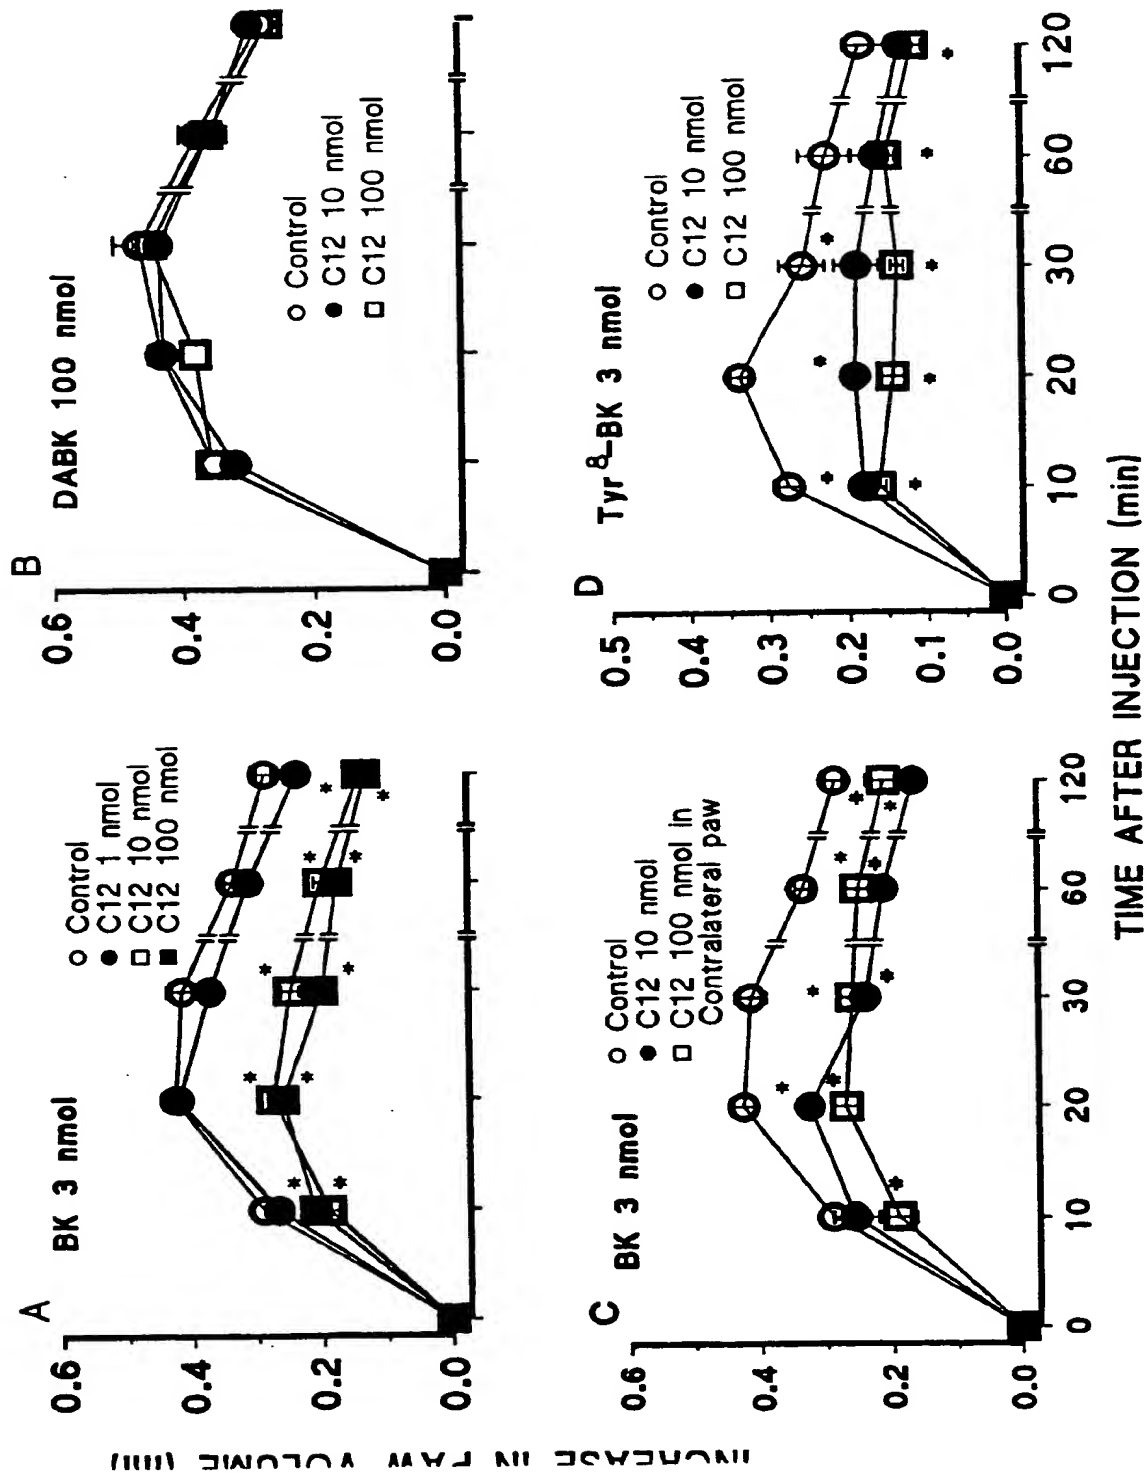 A
BK 3 nmol
Control
C12 1 nmol
C12 10 nmol
C12 100 nmol
* * * * * * * * * *
0.6
0.4
0.2
0.0
B
DABK 100 nmol
Control
C12 10 nmol
C12 100 nmol
0.6
0.4
0.2
0.0
C
BK 3 nmol
Control
C12 10 nmol
C12 100 nmol in
Contralateral paw
* * * * * * * * *
0.6
0.4
0.2
0.0
0 10 20 30 60 120
D
Tyr8-BK 3 nmol
Control
C12 10 nmol
C12 100 nmol
* * * * * * * *
0.5
0.4
0.3
0.2
0.1
0.0
0 10 20 30 60 120
TIME AFTER INJECTION (min)